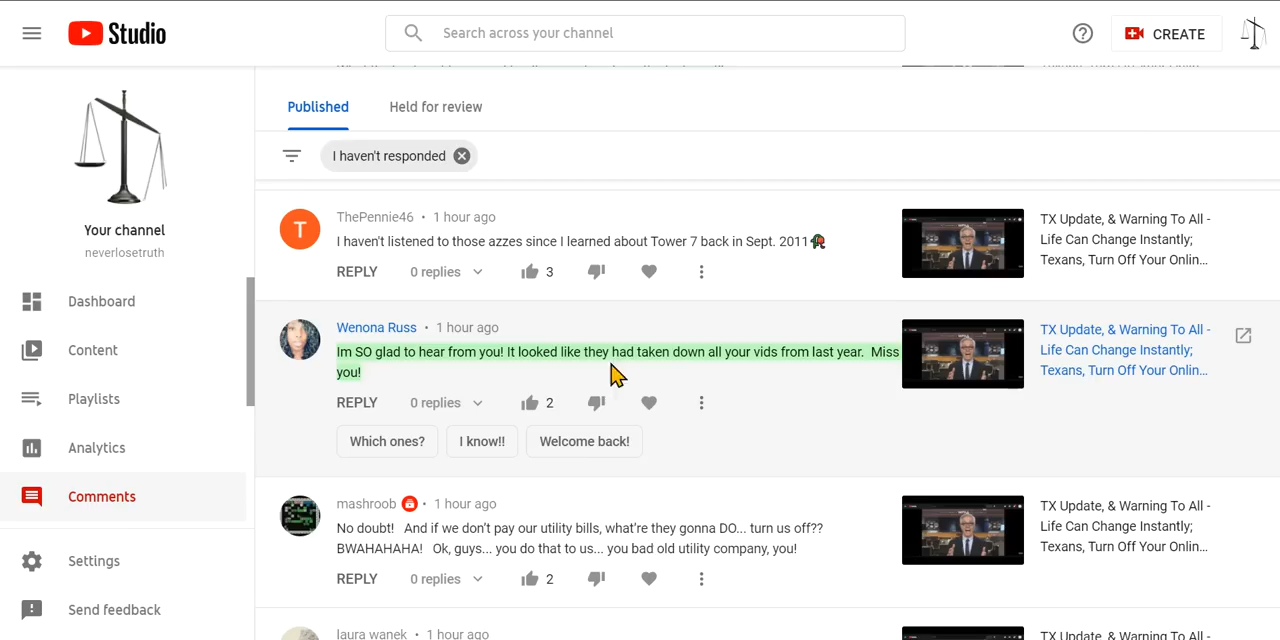 Studio
Search across your channel
CREATE
Your channel
neverlosetruth
Dashboard
Content
Playlists
Analytics
Comments
Settings
Send feedback
Published
Held for review
I haven't responded
T
ThePennie46 • 1 hour ago
I haven't listened to those azzes since I learned about Tower 7 back in Sept. 2011🥀
REPLY 0 replies 3
TX Update, & Warning To All -
Life Can Change Instantly;
Texans, Turn Off Your Onlin...
Wenona Russ • 1 hour ago
Im SO glad to hear from you! It looked like they had taken down all your vids from last year. Miss
you!
REPLY 0 replies 2
Which ones? I know!! Welcome back!
TX Update, & Warning To All -
Life Can Change Instantly;
Texans, Turn Off Your Onlin...
mashroob • 1 hour ago
No doubt! And if we don't pay our utility bills, what're they gonna DO... turn us off??
BWAHAHAHA! Ok, guys... you do that to us... you bad old utility company, you!
REPLY 0 replies 2
TX Update, & Warning To All -
Life Can Change Instantly;
Texans, Turn Off Your Onlin...
laura wanek • 1 hour ago
TX Update, & Warning To All -